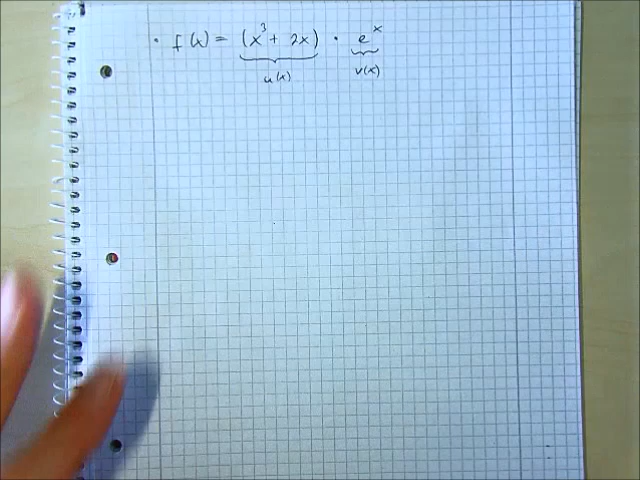 · f(x) = (x³ + 2x) · eˣ
u(x) v(x)